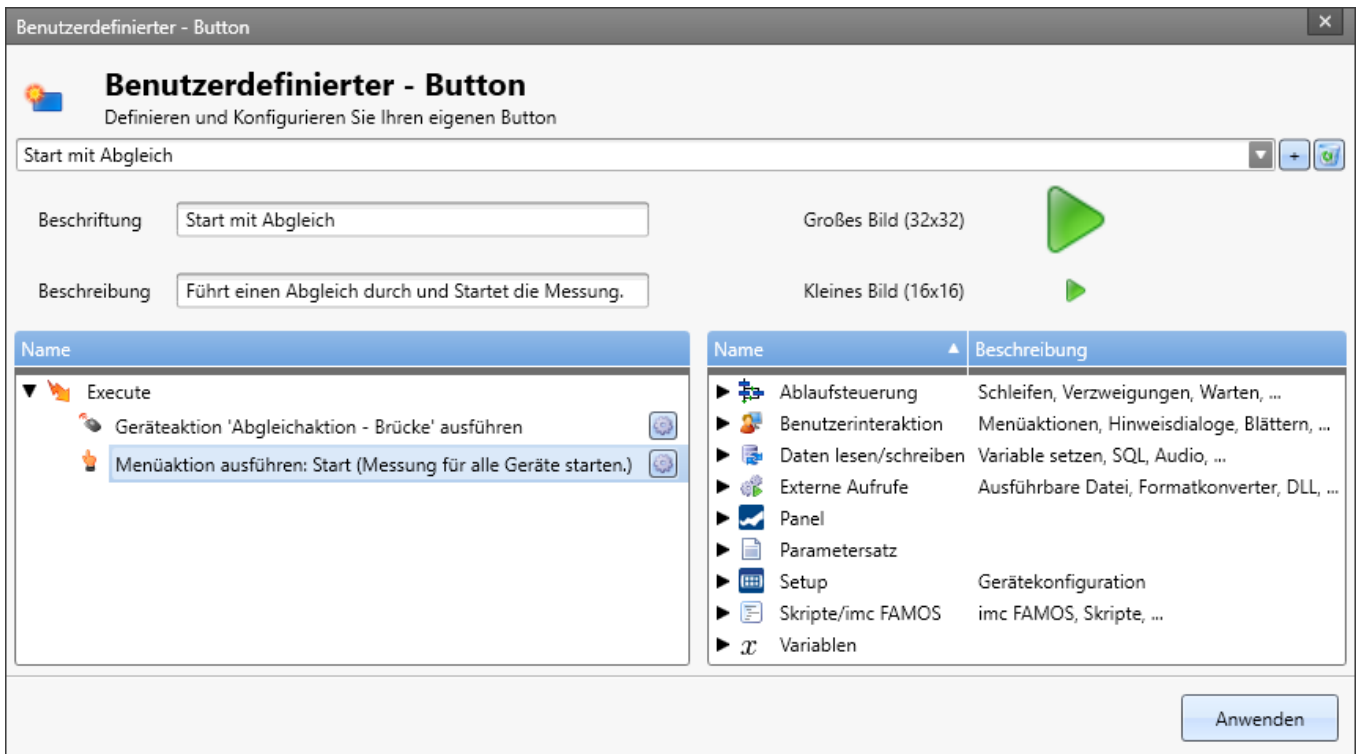 Benutzerdefinierter - Button
Benutzerdefinierter - Button
Definieren und Konfigurieren Sie Ihren eigenen Button
Start mit Abgleich
+
Beschriftung Start mit Abgleich Großes Bild (32x32)
Beschreibung Führt einen Abgleich durch und Startet die Messung. Kleines Bild (16x16)
Name
Execute
Geräteaktion 'Abgleichaktion - Brücke' ausführen
Menüaktion ausführen: Start (Messung für alle Geräte starten.)
Name Beschreibung
Ablaufsteuerung Schleifen, Verzweigungen, Warten, ...
Benutzerinteraktion Menüaktionen, Hinweisdialoge, Blättern, ...
Daten lesen/schreiben Variable setzen, SQL, Audio, ...
Externe Aufrufe Ausführbare Datei, Formatkonverter, DLL, ...
Panel
Parametersatz
Setup Gerätekonfiguration
Skripte/imc FAMOS imc FAMOS, Skripte, ...
x Variablen
Anwenden